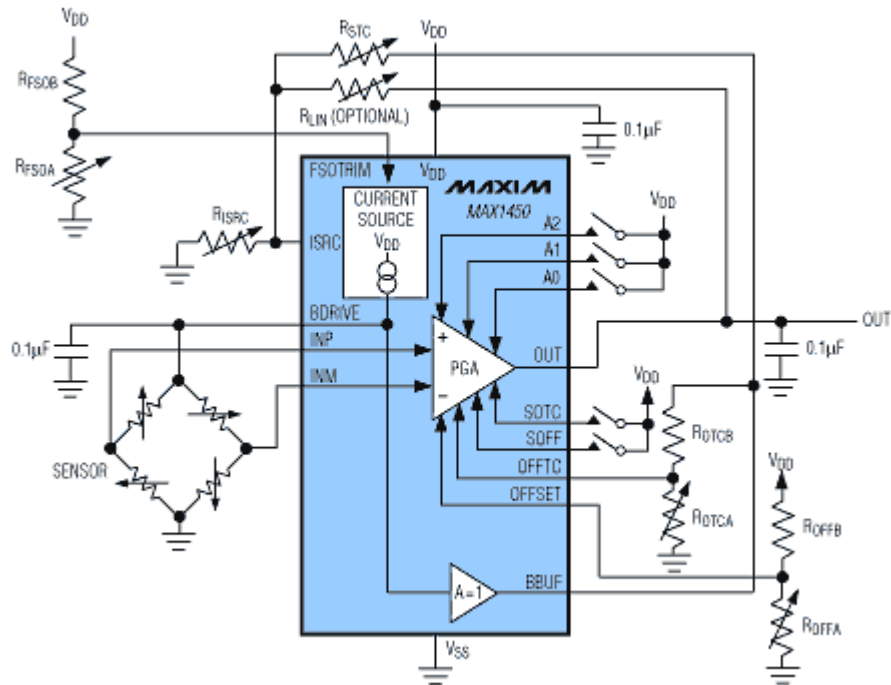 VDD
RSTC
VDD
RFSOB
RLIN (OPTIONAL)
0.1µF
RFSOA
FSOTRIM
VDD
MAXIM
MAX1450
CURRENT
SOURCE
VDD
RISRC
ISRC
A2
A1
A0
VDD
BDRIVE
INP
INM
0.1µF
+
PGA
−
OUT
OUT
0.1µF
VDD
SOTC
SOFF
OFFTC
OFFSET
ROTCB
ROTCA
SENSOR
VDD
ROFFB
ROFFA
A=1
BBUF
VSS